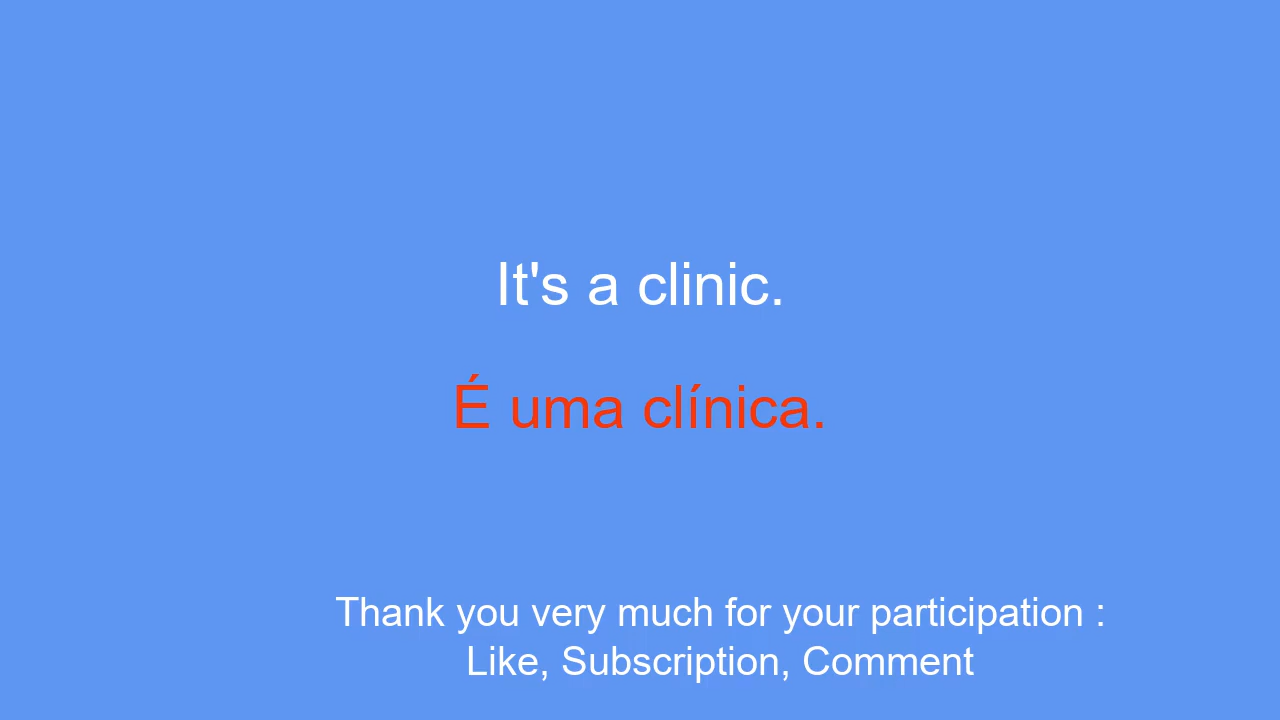 It's a clinic.
É uma clínica.
Thank you very much for your participation :
Like, Subscription, Comment